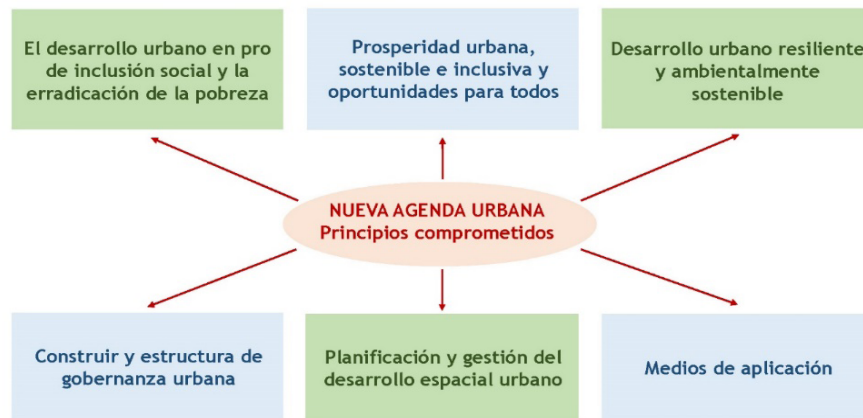 El desarrollo urbano en pro
de inclusión social y la
erradicación de la pobreza
Prosperidad urbana,
sostenible e inclusiva y
oportunidades para todos
Desarrollo urbano resiliente
y ambientalmente
sostenible
NUEVA AGENDA URBANA
Principios comprometidos
Construir y estructura de
gobernanza urbana
Planificación y gestión del
desarrollo espacial urbano
Medios de aplicación